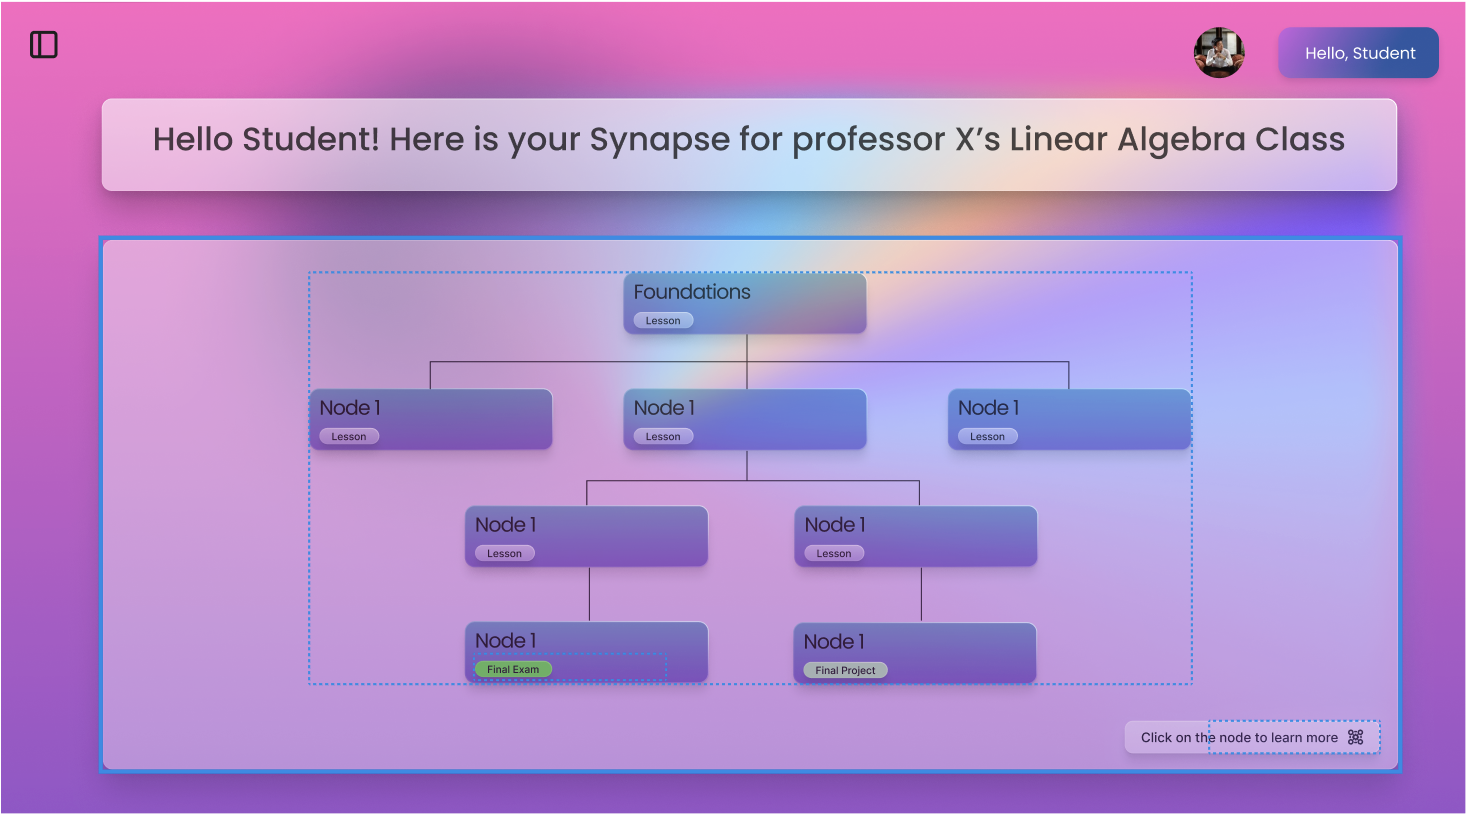 Hello, Student
Hello Student! Here is your Synapse for professor X’s Linear Algebra Class
Foundations
Lesson
Node 1
Lesson
Node 1
Lesson
Node 1
Lesson
Node 1
Lesson
Node 1
Lesson
Node 1
Final Exam
Node 1
Final Project
Click on the node to learn more